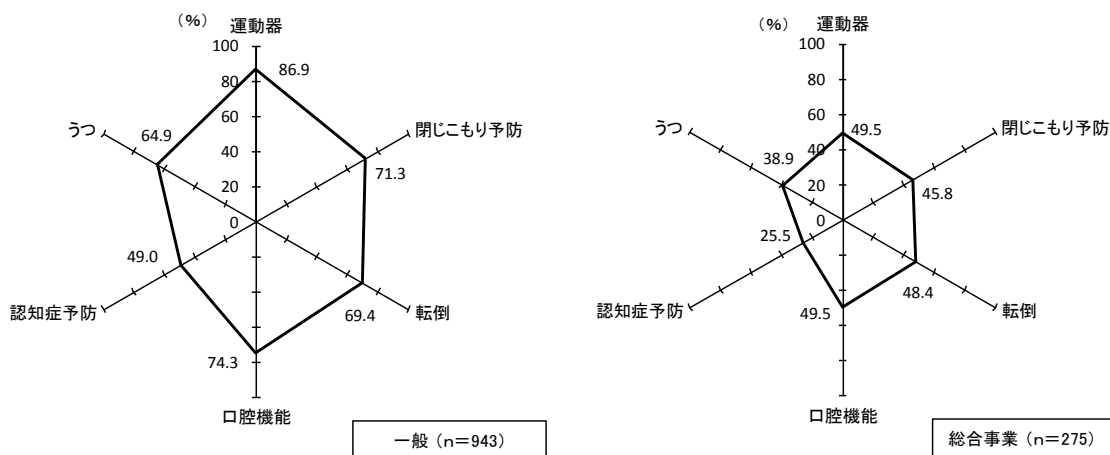 (%)
運動器
100
80
60
40
20
0
86.9
閉じこもり予防
71.3
転倒
69.4
口腔機能
74.3
認知症予防
49.0
うつ
64.9
一般 (n=943)
(%)
運動器
100
80
60
40
20
0
49.5
閉じこもり予防
45.8
転倒
48.4
口腔機能
49.5
認知症予防
25.5
うつ
38.9
総合事業 (n=275)